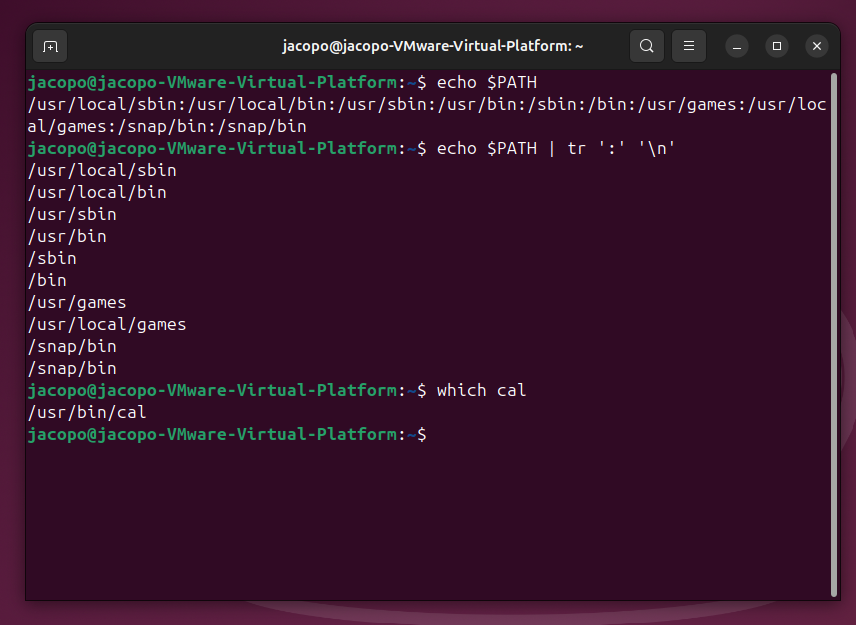 jacopo@jacopo-VMware-Virtual-Platform: ~
jacopo@jacopo-VMware-Virtual-Platform:~$ echo $PATH
/usr/local/sbin:/usr/local/bin:/usr/sbin:/usr/bin:/sbin:/bin:/usr/games:/usr/loc
al/games:/snap/bin:/snap/bin
jacopo@jacopo-VMware-Virtual-Platform:~$ echo $PATH | tr ':' '\n'
/usr/local/sbin
/usr/local/bin
/usr/sbin
/usr/bin
/sbin
/bin
/usr/games
/usr/local/games
/snap/bin
/snap/bin
jacopo@jacopo-VMware-Virtual-Platform:~$ which cal
/usr/bin/cal
jacopo@jacopo-VMware-Virtual-Platform:~$